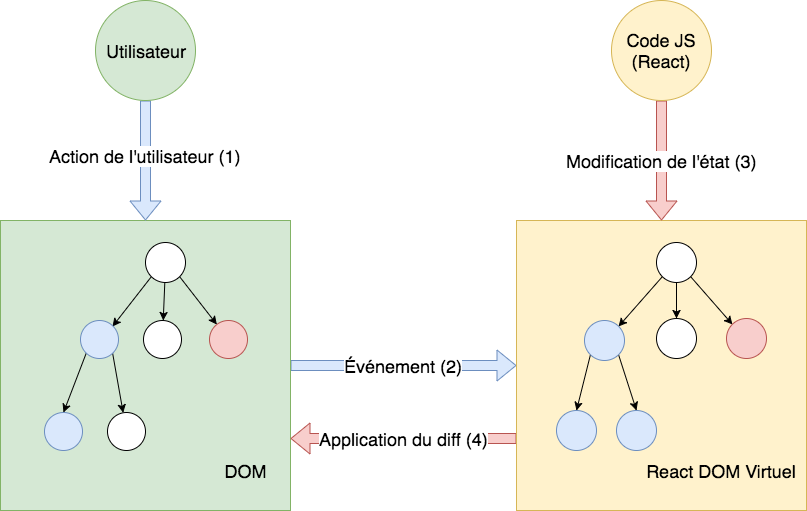 Utilisateur
Code JS
(React)
Action de l'utilisateur (1)
Modification de l'état (3)
Événement (2)
Application du diff (4)
DOM
React DOM Virtuel